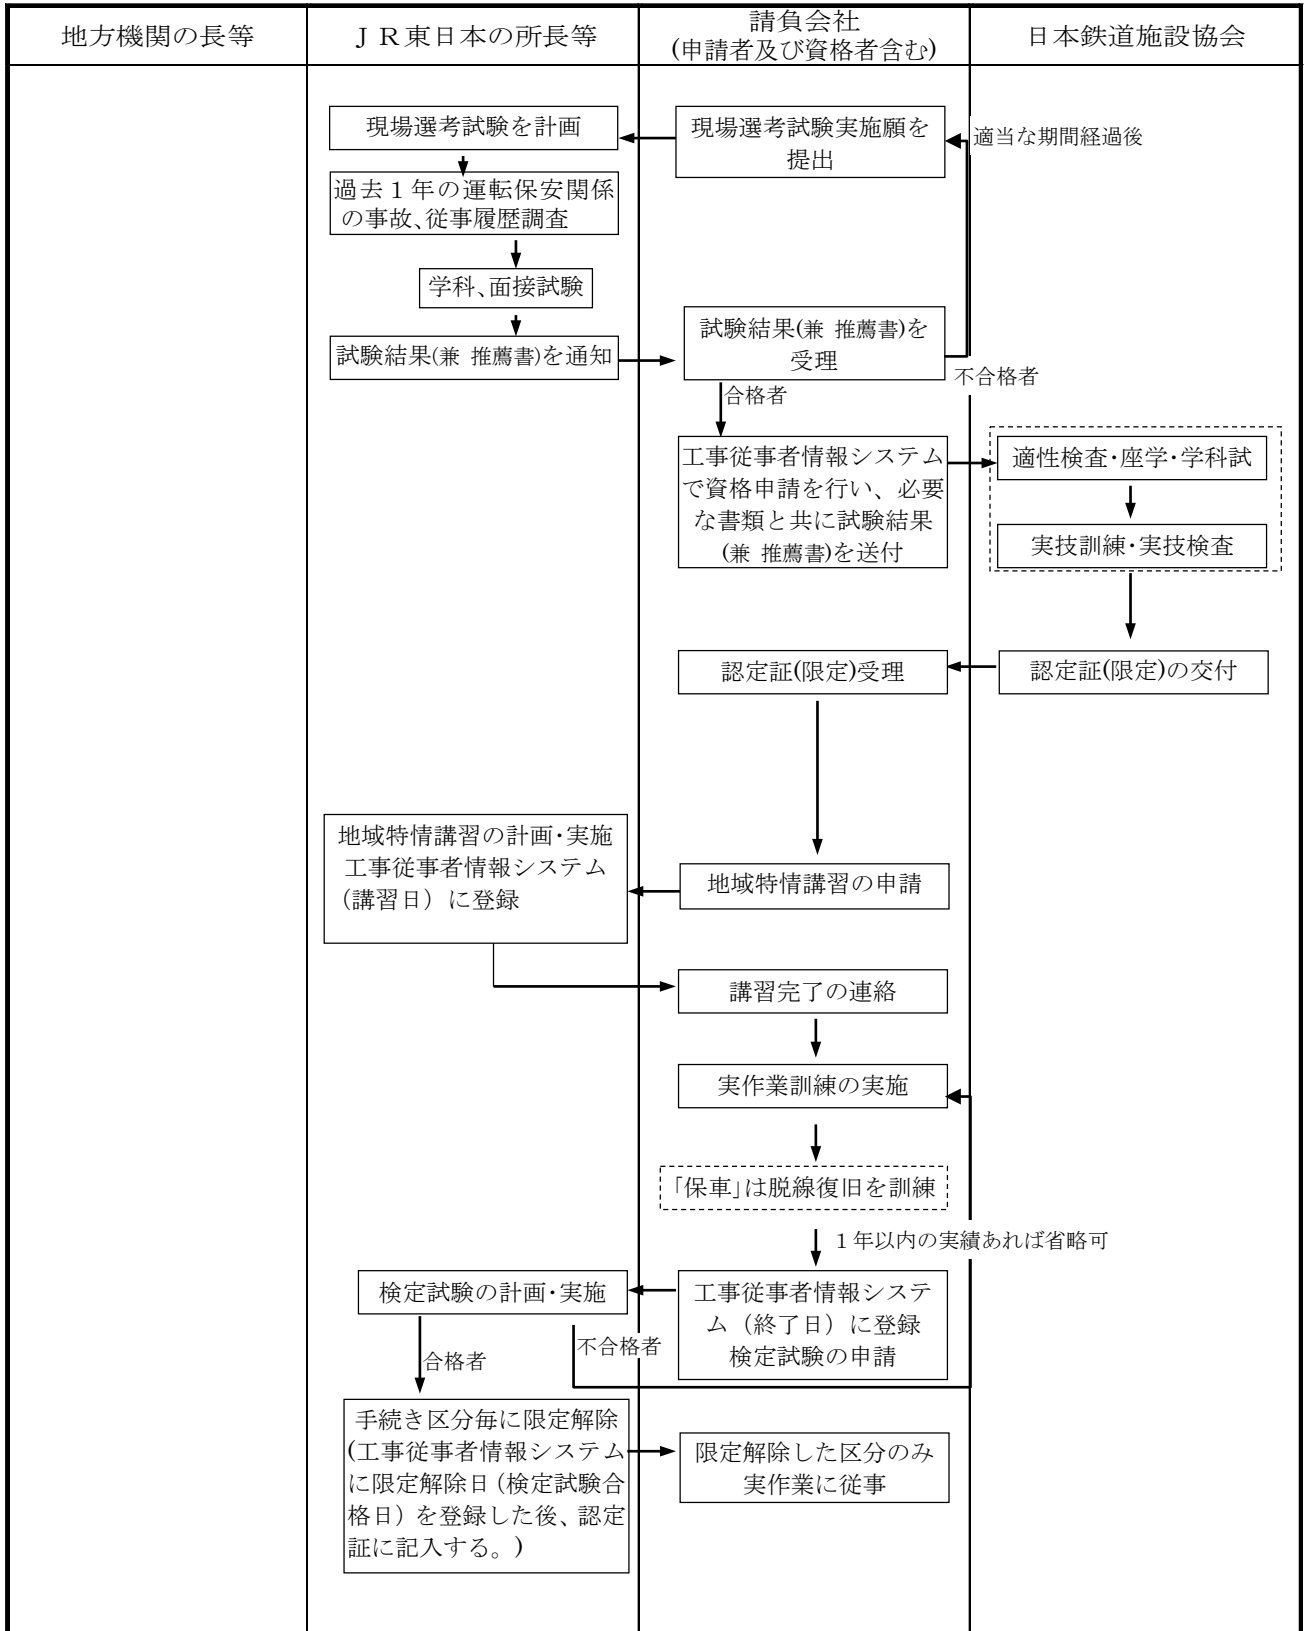 地方機関の長等
ＪＲ東日本の所長等
請負会社
(申請者及び資格者含む)
日本鉄道施設協会
現場選考試験を計画
現場選考試験実施願を
提出
適当な期間経過後
過去１年の運転保安関係
の事故、従事履歴調査
学科、面接試験
試験結果(兼 推薦書)を通知
試験結果(兼 推薦書)を
受理
不合格者
合格者
工事従事者情報システム
で資格申請を行い、必要
な書類と共に試験結果
(兼 推薦書)を送付
適性検査・座学・学科試
実技訓練・実技検査
認定証(限定)受理
認定証(限定)の交付
地域特情講習の計画・実施
工事従事者情報システム
（講習日）に登録
地域特情講習の申請
講習完了の連絡
実作業訓練の実施
「保車」は脱線復旧を訓練
１年以内の実績あれば省略可
検定試験の計画・実施
工事従事者情報システ
ム（終了日）に登録
検定試験の申請
不合格者
合格者
手続き区分毎に限定解除
(工事従事者情報システム
に限定解除日（検定試験合
格日）を登録した後、認定
証に記入する。)
限定解除した区分のみ
実作業に従事